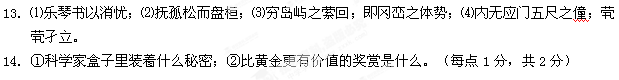 13. ⑴乐琴书以消忧；⑵抚孤松而盘桓；⑶穷岛屿之萦回，即冈峦之体势；⑷内无应门五尺之僮；茕
茕孑立。
14. ①科学家盒子里装着什么秘密；②比黄金更有价值的奖赏是什么。（每点 1 分，共 2 分）